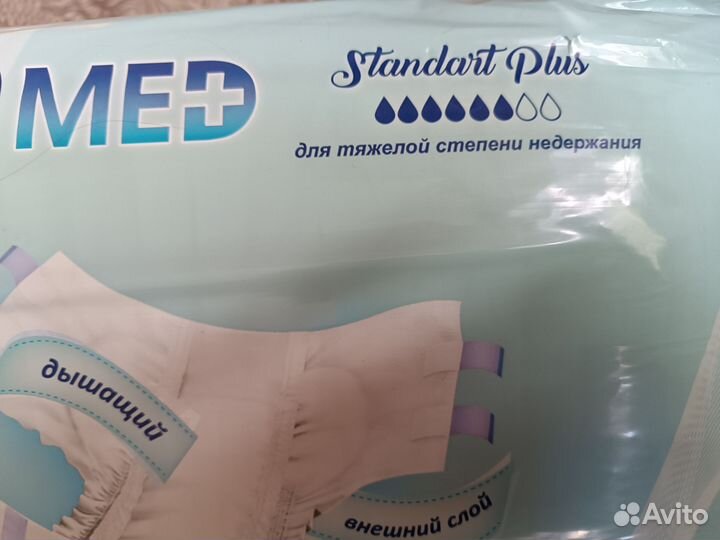 MED
Standart Plus
для тяжелой степени недержания
дышащий
внешний слой
Avito